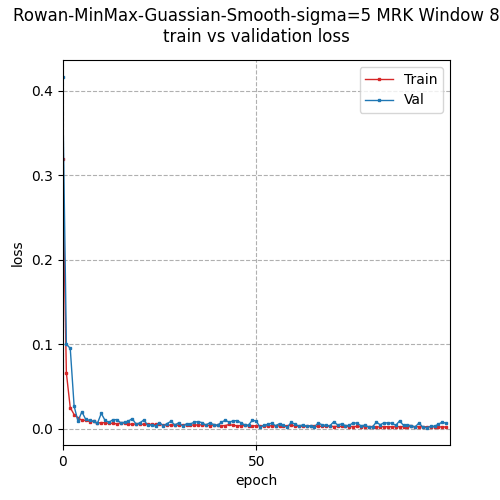 Rowan-MinMax-Guassian-Smooth-sigma=5 MRK Window 8
train vs validation loss
Train
Val
0.4
0.3
0.2
0.1
0.0
loss
0
50
epoch